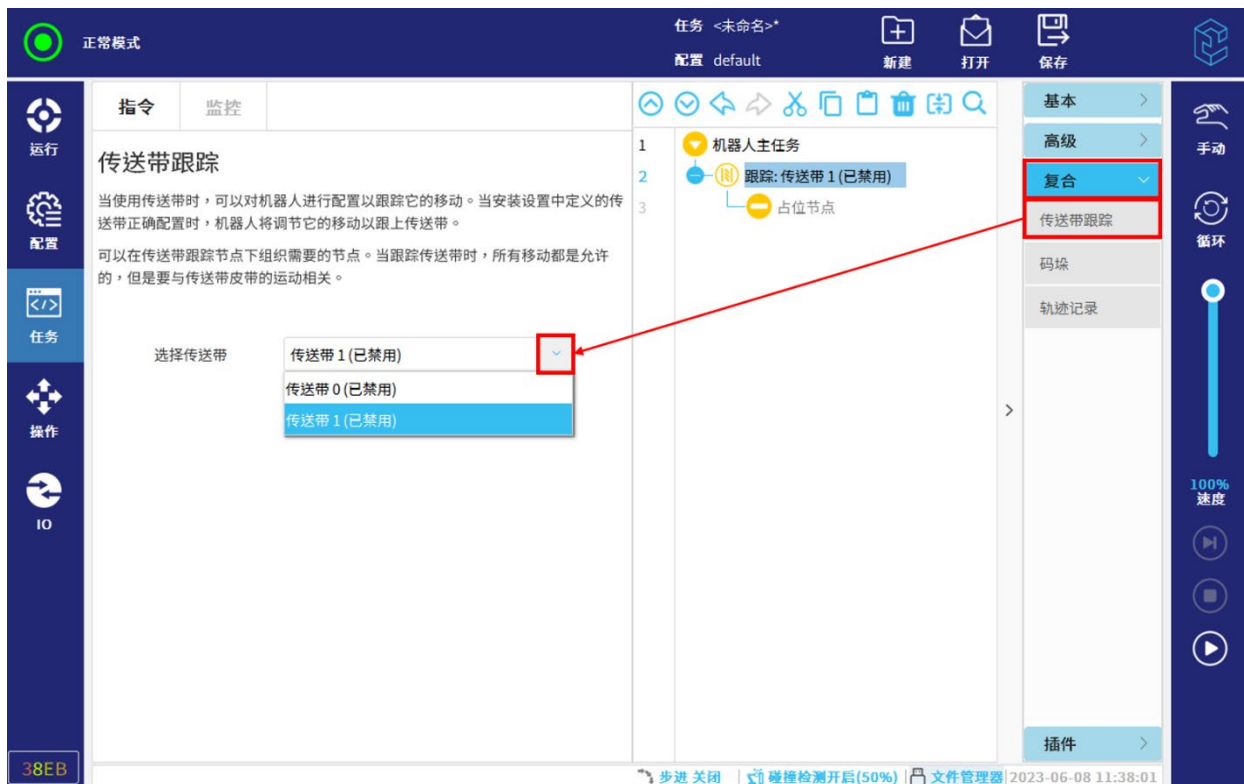 正常模式
任务 <未命名>*
配置 default
新建
打开
保存
运行
配置
任务
操作
IO
38EB
指令
监控
传送带跟踪
当使用传送带时，可以对机器人进行配置以跟踪它的移动。当安装设置中定义的传
送带正确配置时，机器人将调节它的移动以跟上传送带。
可以在传送带跟踪节点下组织需要的节点。当跟踪传送带时，所有移动都是允许
的，但是要与传送带皮带的运动相关。
选择传送带
传送带 1 (已禁用)
传送带 0 (已禁用)
传送带 1 (已禁用)
1 机器人主任务
2 跟踪: 传送带 1 (已禁用)
3 占位节点
基本
高级
复合
传送带跟踪
码垛
轨迹记录
插件
手动
循环
100%
速度
步进 关闭
碰撞检测开启(50%)
文件管理器
2023-06-08 11:38:01